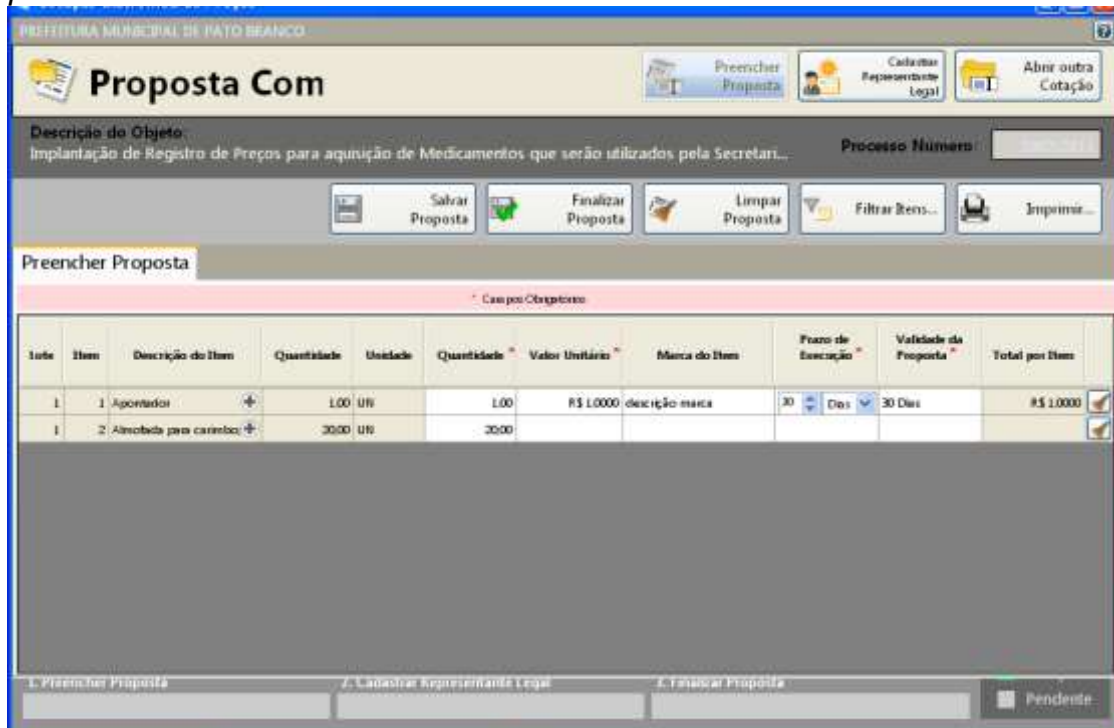 PREFEITURA MUNICIPAL DE PATO BRANCO
Proposta Com
Preencher
Proposta
Cadastrar
Representante
Legal
Abrir outra
Cotação
Descrição do Objeto:
Implantação de Registro de Preços para aquisição de Medicamentos que serão utilizados pela Secretari...
Processo Número:
Salvar
Proposta
Finalizar
Proposta
Limpar
Proposta
Filtrar Itens...
Imprimir...
Preencher Proposta
* Campos Obrigatórios
Lote Item Descrição do Item Quantidade Unidade Quantidade * Valor Unitário * Marca do Item Prazo de Execução * Validade da Proposta * Total por Item
1 1 Apontador 1,00 UN 1,00 R$ 1,0000 descrição marca 30 Dias 30 Dias R$ 1,0000
1 2 Almofada para carimbo; 20,00 UN 20,00
1. Preencher Proposta 2. Cadastrar Representante Legal 3. Finalizar Proposta
Pendente